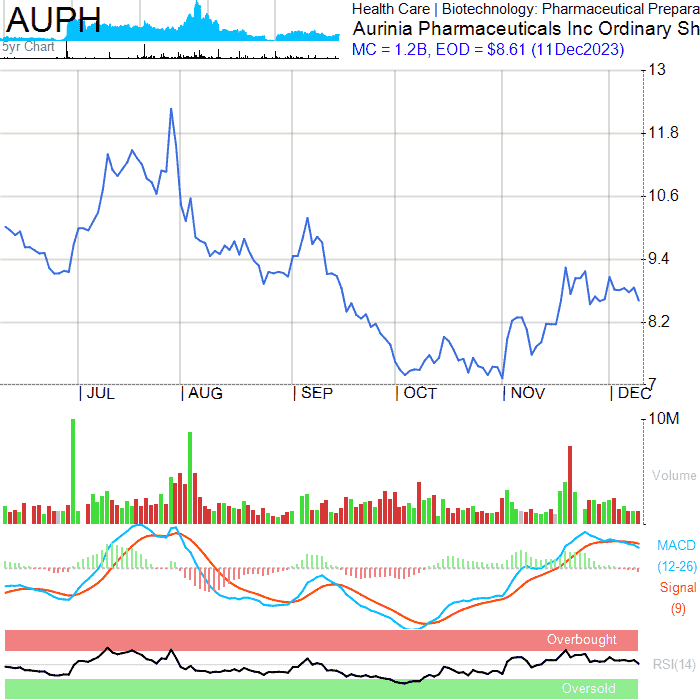 AUPH
5yr Chart
Health Care | Biotechnology: Pharmaceutical Prepara
Aurinia Pharmaceuticals Inc Ordinary Sh
MC = 1.2B, EOD = $8.61 (11Dec2023)
13
11.8
10.6
9.4
8.2
7
| JUL | AUG | SEP | OCT | NOV | DEC
10M
Volume
MACD
(12-26)
Signal
(9)
Overbought
RSI(14)
Oversold